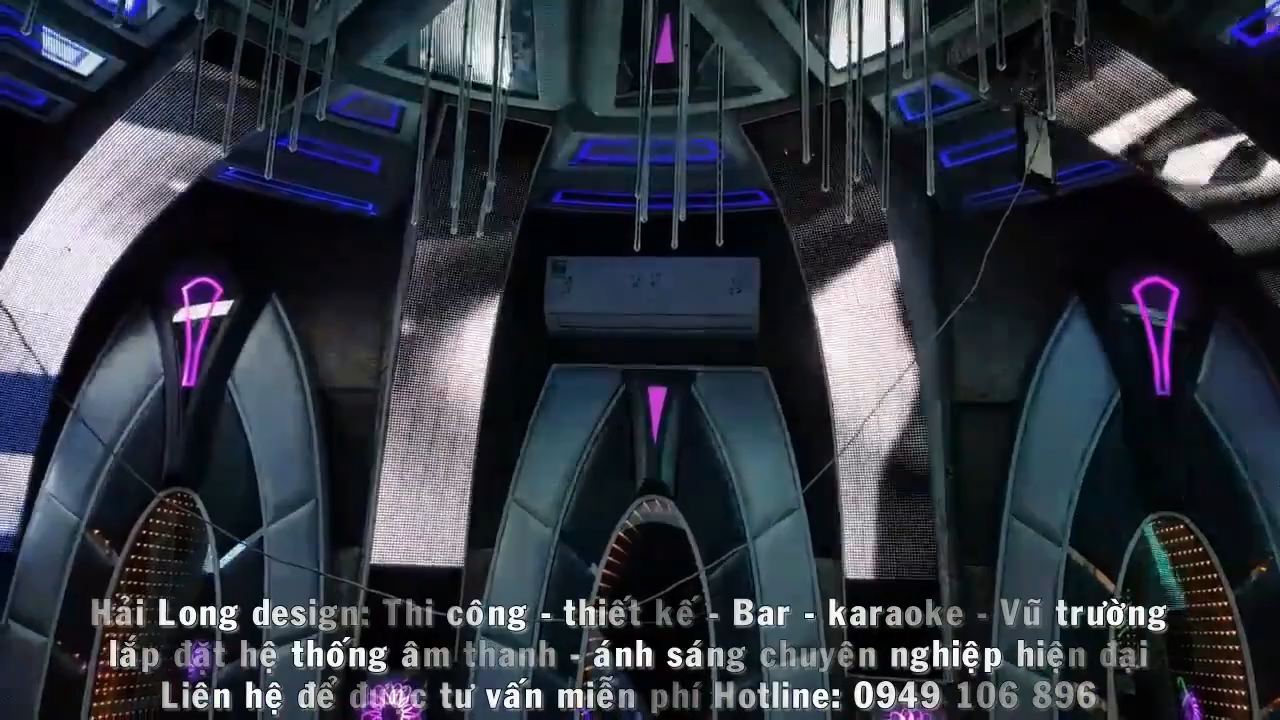 Hải Long design: Thi công - thiết kế - Bar - karaoke - Vũ trường
lắp đặt hệ thống âm thanh - ánh sáng chuyên nghiệp hiện đại
Liên hệ để được tư vấn miễn phí Hotline: 0949 106 896